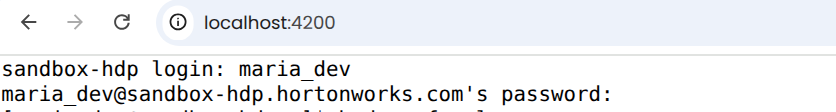 localhost:4200
sandbox-hdp login: maria_dev
maria_dev@sandbox-hdp.hortonworks.com's password: